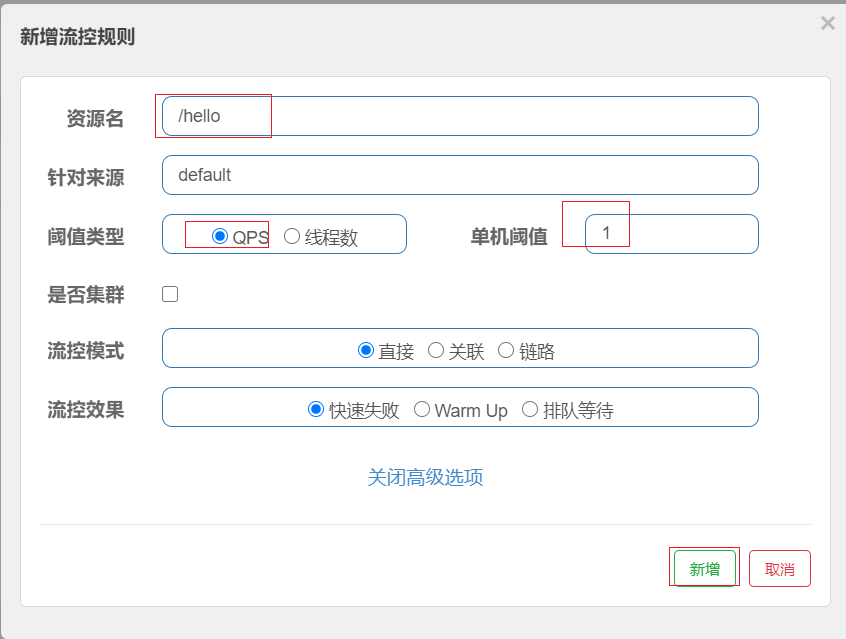 新增流控规则
×
资源名 /hello
针对来源 default
阈值类型 QPS 线程数 单机阈值 1
是否集群
流控模式 直接 关联 链路
流控效果 快速失败 Warm Up 排队等待
关闭高级选项
新增 取消